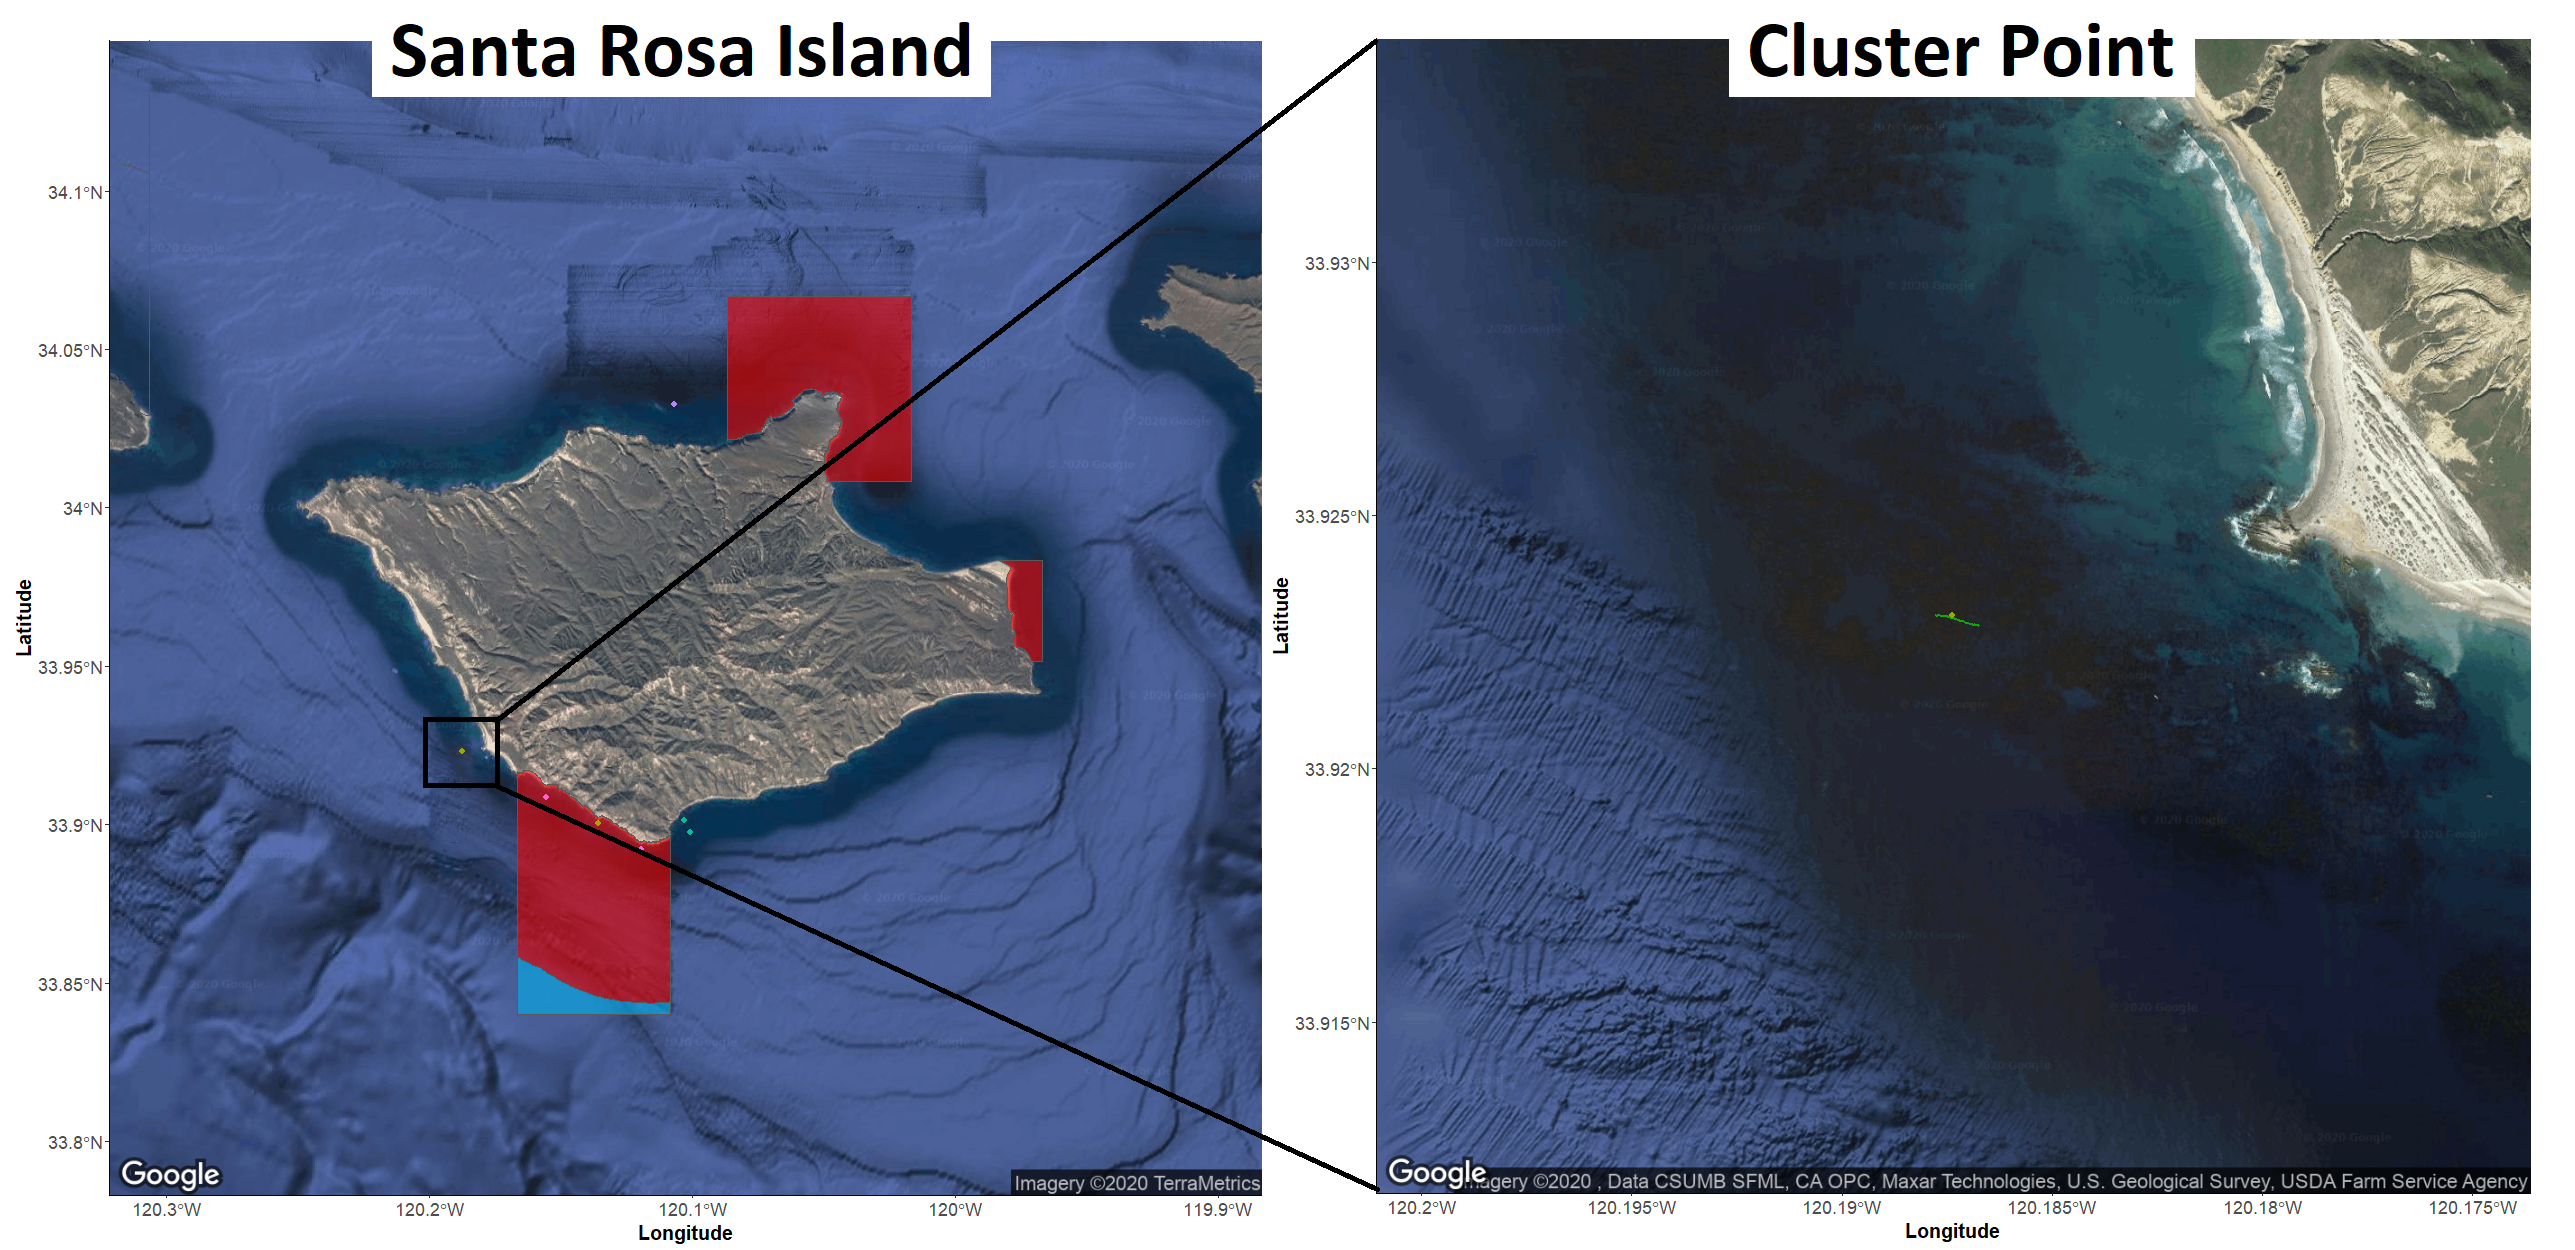 Santa Rosa Island
Cluster Point
34.1°N
34.05°N
34°N
33.95°N
33.9°N
33.85°N
33.8°N
Latitude
120.3°W
120.2°W
120.1°W
120°W
119.9°W
Longitude
Google
Imagery ©2020 TerraMetrics
33.93°N
33.925°N
33.92°N
33.915°N
Latitude
120.2°W
120.195°W
120.19°W
120.185°W
120.18°W
120.175°W
Longitude
Google
agery ©2020 , Data CSUMB SFML, CA OPC, Maxar Technologies, U.S. Geological Survey, USDA Farm Service Agency